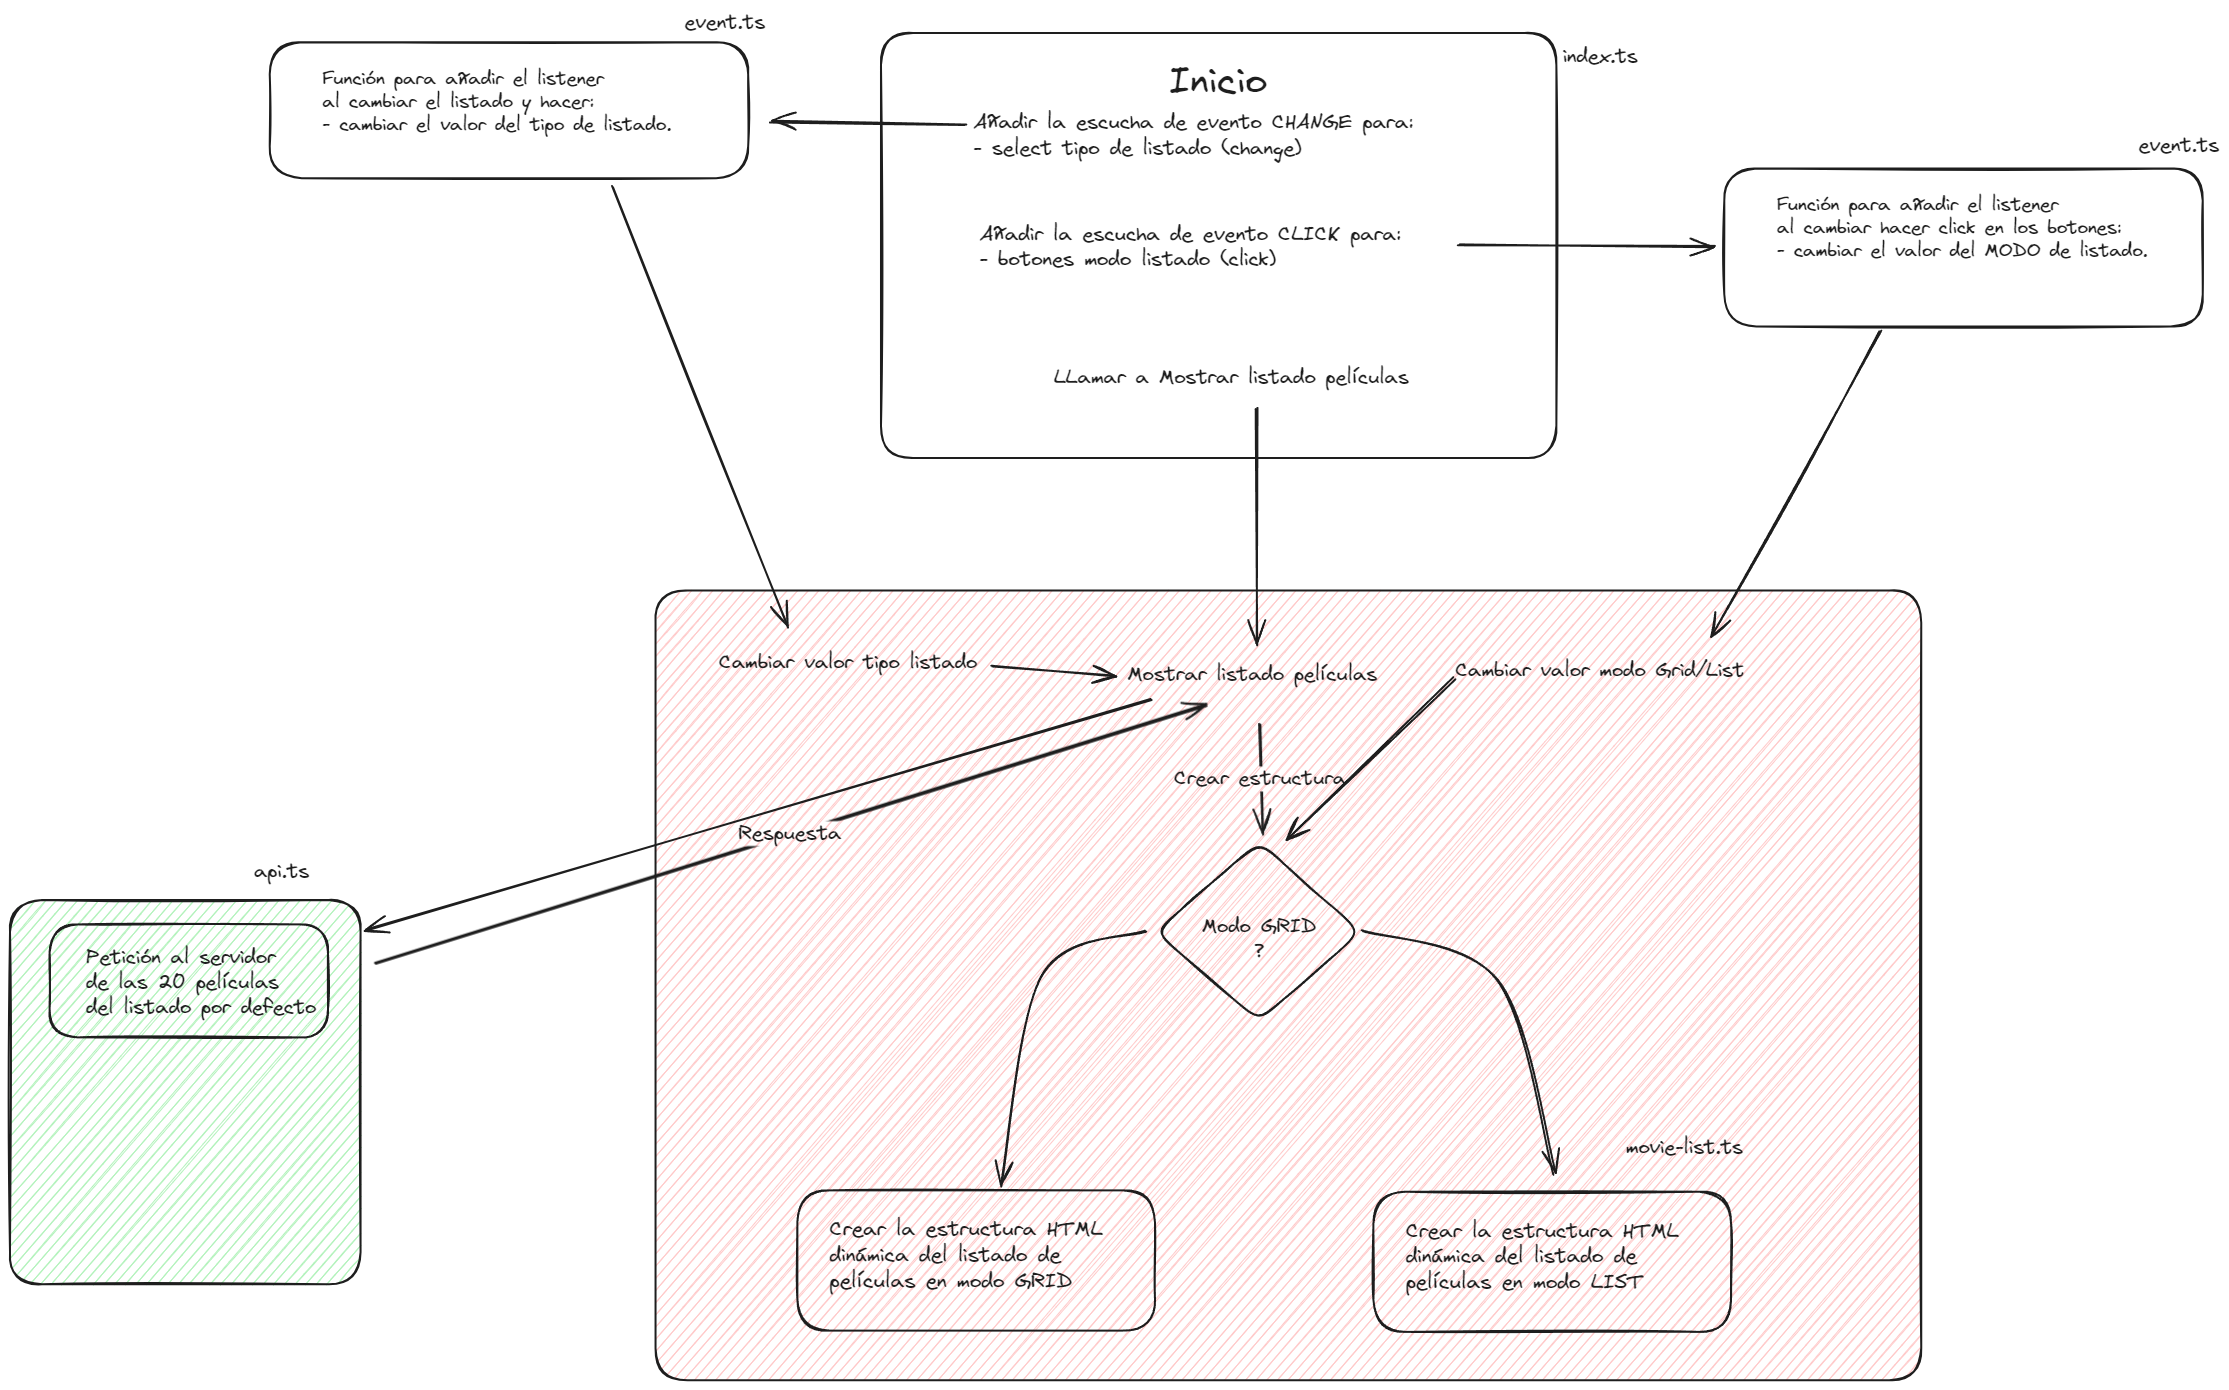 event.ts
Función para añadir el listener
al cambiar el listado y hacer:
- cambiar el valor del tipo de listado.
index.ts
Inicio
Añadir la escucha de evento CHANGE para:
- select tipo de listado (change)
Añadir la escucha de evento CLICK para:
- botones modo listado (click)
LLamar a Mostrar listado películas
event.ts
Función para añadir el listener
al cambiar hacer click en los botones:
- cambiar el valor del MODO de listado.
Cambiar valor tipo listado
Mostrar listado películas
Cambiar valor modo Grid/List
Crear estructura
Respuesta
api.ts
Petición al servidor
de las 20 películas
del listado por defecto
Modo GRID
?
movie-list.ts
Crear la estructura HTML
dinámica del listado de
películas en modo GRID
Crear la estructura HTML
dinámica del listado de
películas en modo LIST